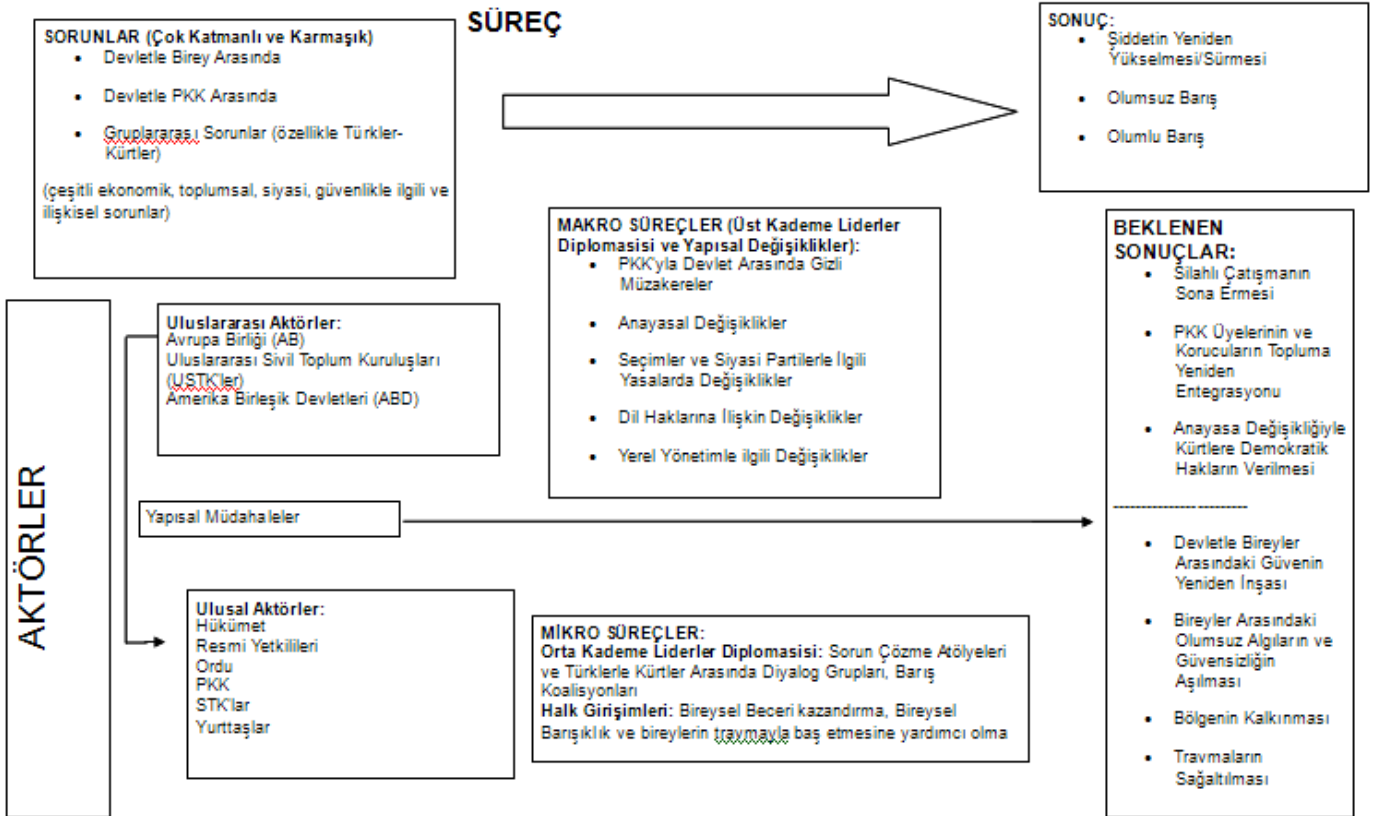 SÜREÇ
SORUNLAR (Çok Katmanlı ve Karmaşık)
• Devletle Birey Arasında
• Devletle PKK Arasında
• Gruplararası Sorunlar (özellikle Türkler-
Kürtler)
(çeşitli ekonomik, toplumsal, siyasi, güvenlikle ilgili ve
ilişkisel sorunlar)
SONUÇ:
• Şiddetin Yeniden
Yükselmesi/Sürmesi
• Olumsuz Barış
• Olumlu Barış
MAKRO SÜREÇLER (Üst Kademe Liderler
Diplomasisi ve Yapısal Değişiklikler):
• PKK'yla Devlet Arasında Gizli
Müzakereler
• Anayasal Değişiklikler
• Seçimler ve Siyasi Partilerle İlgili
Yasalarda Değişiklikler
• Dil Haklarına İlişkin Değişiklikler
• Yerel Yönetimle ilgili Değişiklikler
BEKLENEN
SONUÇLAR:
• Silahlı Çatışmanın
Sona Ermesi
• PKK Üyelerinin ve
Korucuların Topluma
Yeniden
Entegrasyonu
• Anayasa Değişikliğiyle
Kürtlere Demokratik
Hakların Verilmesi
------------------------
• Devletle Bireyler
Arasındaki Güvenin
Yeniden İnşası
• Bireyler Arasındaki
Olumsuz Algıların ve
Güvensizliğin
Aşılması
• Bölgenin Kalkınması
• Travmaların
Sağaltılması
AKTÖRLER
Uluslararası Aktörler:
Avrupa Birliği (AB)
Uluslararası Sivil Toplum Kuruluşları
(USTK'ler)
Amerika Birleşik Devletleri (ABD)
Yapısal Müdahaleler
Ulusal Aktörler:
Hükümet
Resmi Yetkilileri
Ordu
PKK
STK'lar
Yurttaşlar
MİKRO SÜREÇLER:
Orta Kademe Liderler Diplomasisi: Sorun Çözme Atölyeleri
ve Türklerle Kürtler Arasında Diyalog Grupları, Barış
Koalisyonları
Halk Girişimleri: Bireysel Beceri kazandırma, Bireysel
Barışıklık ve bireylerin travmayla baş etmesine yardımcı olma